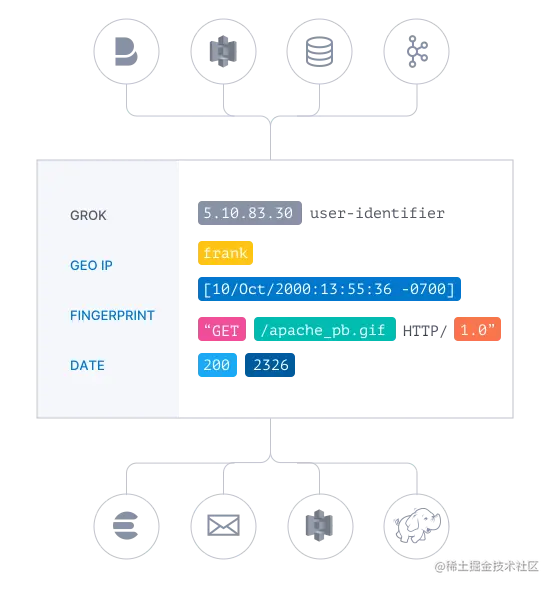 GROK
GEO IP
FINGERPRINT
DATE
5.10.83.30 user-identifier
frank
[10/Oct/2000:13:55:36 -0700]
“GET /apache_pb.gif HTTP/ 1.0”
200 2326
@稀土掘金技术社区